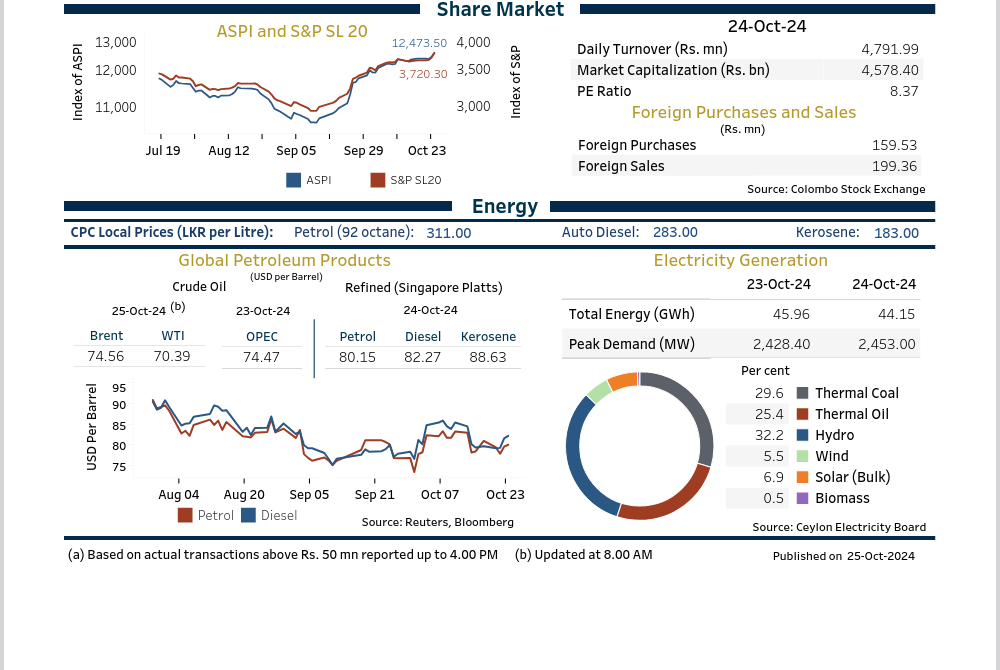 Share Market
ASPI and S&P SL 20
Index of ASPI
13,000
12,000
11,000
12,473.50
3,720.30
4,000
3,500
3,000
Index of S&P
Jul 19 Aug 12 Sep 05 Sep 29 Oct 23
ASPI S&P SL20
24-Oct-24
Daily Turnover (Rs. mn) 4,791.99
Market Capitalization (Rs. bn) 4,578.40
PE Ratio 8.37
Foreign Purchases and Sales
(Rs. mn)
Foreign Purchases 159.53
Foreign Sales 199.36
Source: Colombo Stock Exchange
Energy
CPC Local Prices (LKR per Litre): Petrol (92 octane): 311.00 Auto Diesel: 283.00 Kerosene: 183.00
Global Petroleum Products
(USD per Barrel)
Crude Oil Refined (Singapore Platts)
25-Oct-24 (b) 23-Oct-24 24-Oct-24
Brent WTI OPEC Petrol Diesel Kerosene
74.56 70.39 74.47 80.15 82.27 88.63
USD Per Barrel
95
90
85
80
75
Aug 04 Aug 20 Sep 05 Sep 21 Oct 07 Oct 23
Petrol Diesel
Source: Reuters, Bloomberg
Electricity Generation
23-Oct-24 24-Oct-24
Total Energy (GWh) 45.96 44.15
Peak Demand (MW) 2,428.40 2,453.00
Per cent
29.6 Thermal Coal
25.4 Thermal Oil
32.2 Hydro
5.5 Wind
6.9 Solar (Bulk)
0.5 Biomass
Source: Ceylon Electricity Board
(a) Based on actual transactions above Rs. 50 mn reported up to 4.00 PM (b) Updated at 8.00 AM Published on 25-Oct-2024